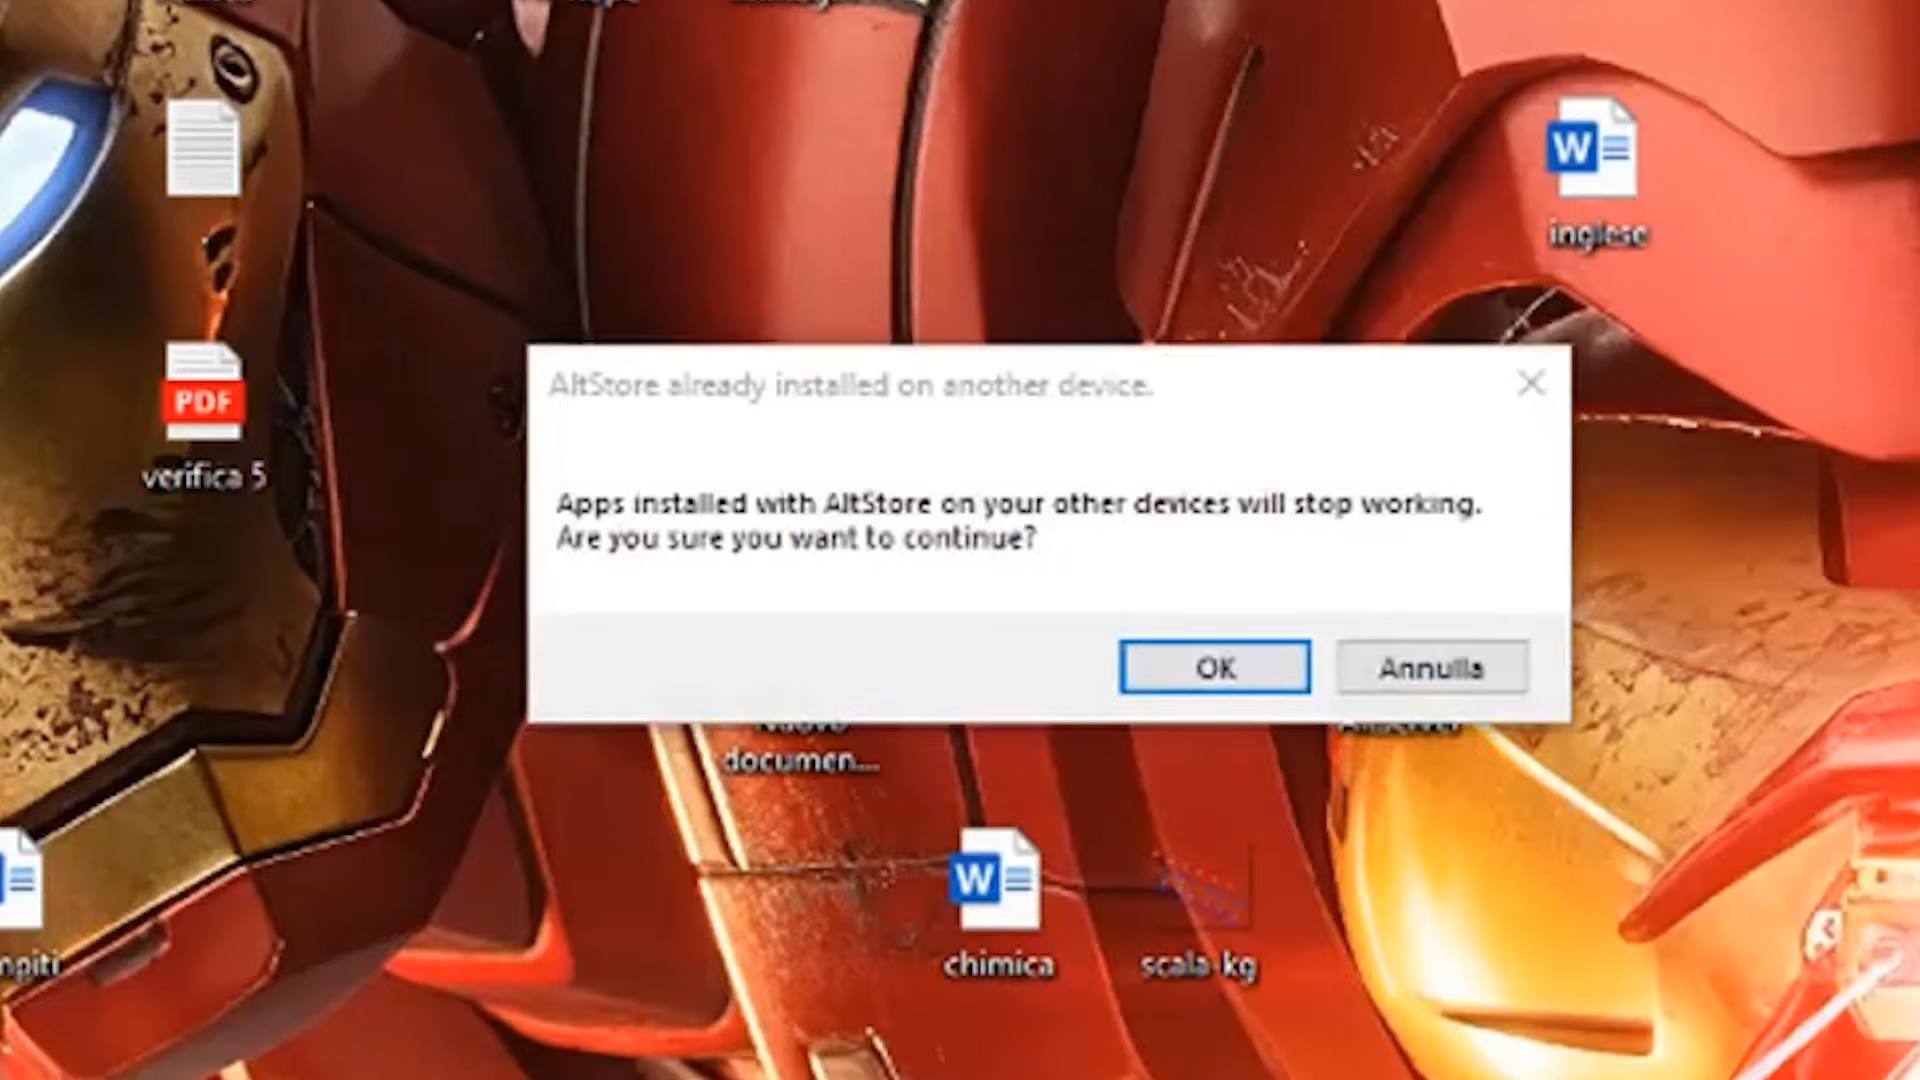 W
inglese
PDF
verifica 5
AltStore already installed on another device.
Apps installed with AltStore on your other devices will stop working.
Are you sure you want to continue?
OK
Annulla
documen...
W
chimica
scala-kg